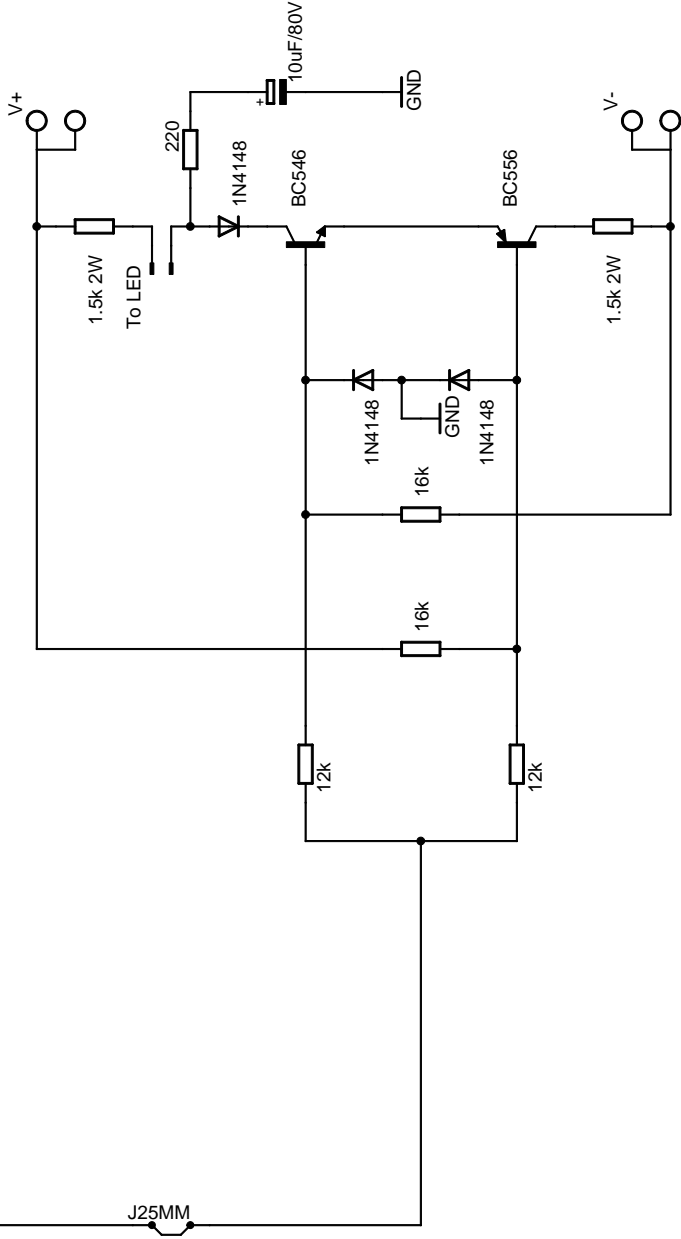 V+
10uF/80V
GND
220
1N4148
BC546
1.5k 2W
To LED
BC556
V-
1.5k 2W
1N4148
GND
1N4148
16k
16k
12k
12k
J25MM
+